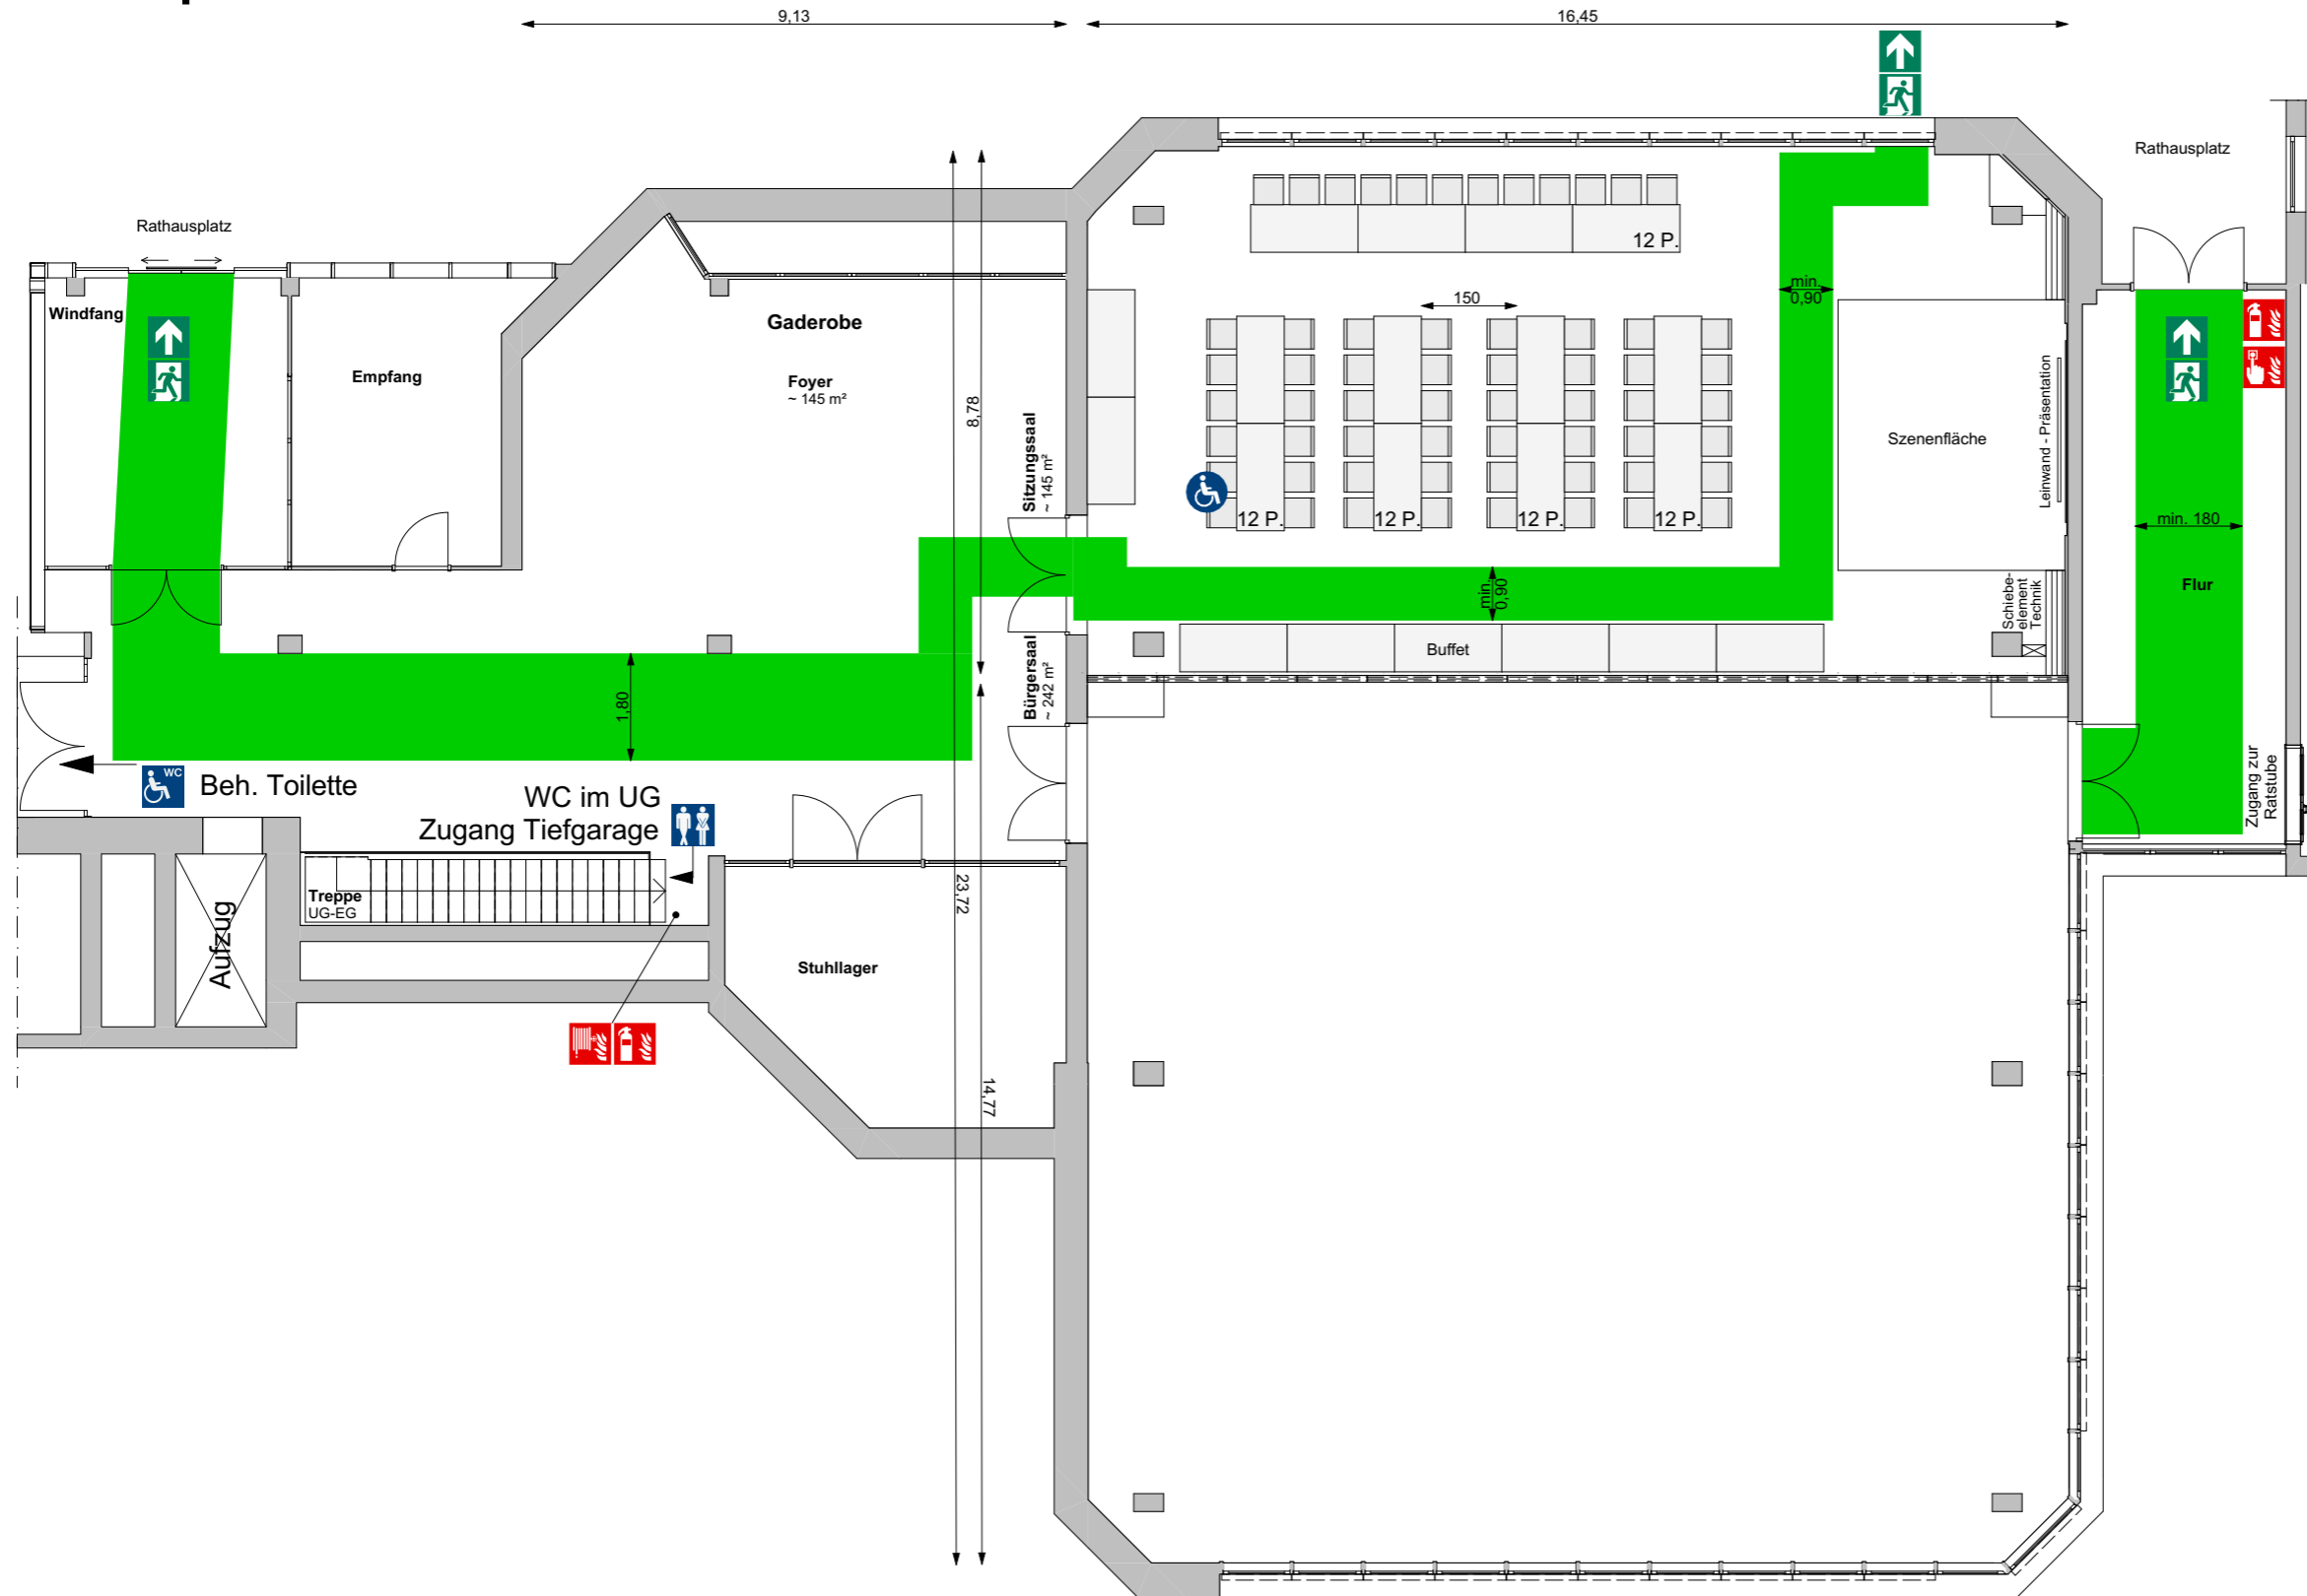 9,13
16,45
Rathausplatz
Rathausplatz
12 P.
Windfang
Gaderobe
Empfang
Foyer
~ 145 m²
8,78
Sitzungssaal
~ 145 m²
150
min.
0,90
12 P.
12 P.
12 P.
12 P.
Szenenfläche
Leinwand - Präsentation
min. 180
Flur
min.
0,90
Schiebe-
element
Technik
Buffet
Bürgersaal
~ 242 m²
1,80
WC
Beh. Toilette
WC im UG
Zugang Tiefgarage
Zugang zur
Ratstube
Treppe
UG-EG
Aufzug
23,72
Stuhllager
14,77